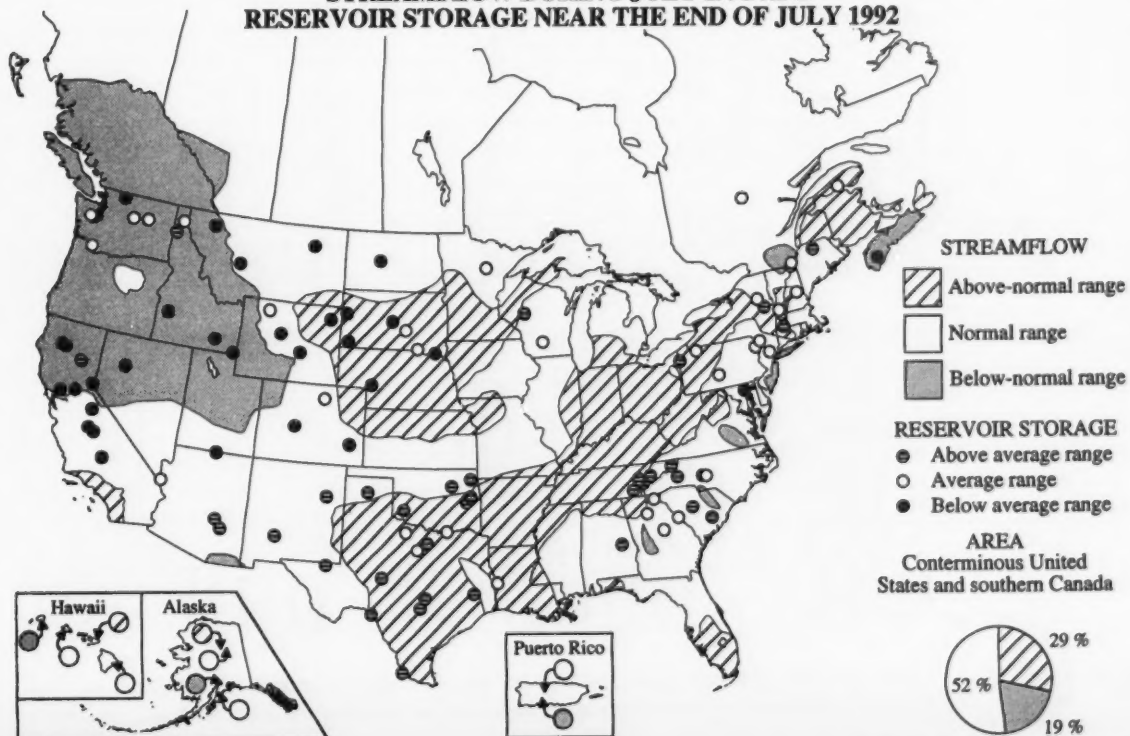 RESERVOIR STORAGE NEAR THE END OF JULY 1992
STREAMFLOW
Above-normal range
Normal range
Below-normal range
RESERVOIR STORAGE
Above average range
Average range
Below average range
AREA
Conterminous United
States and southern Canada
29 %
52 %
19 %
Hawaii
Alaska
Puerto Rico